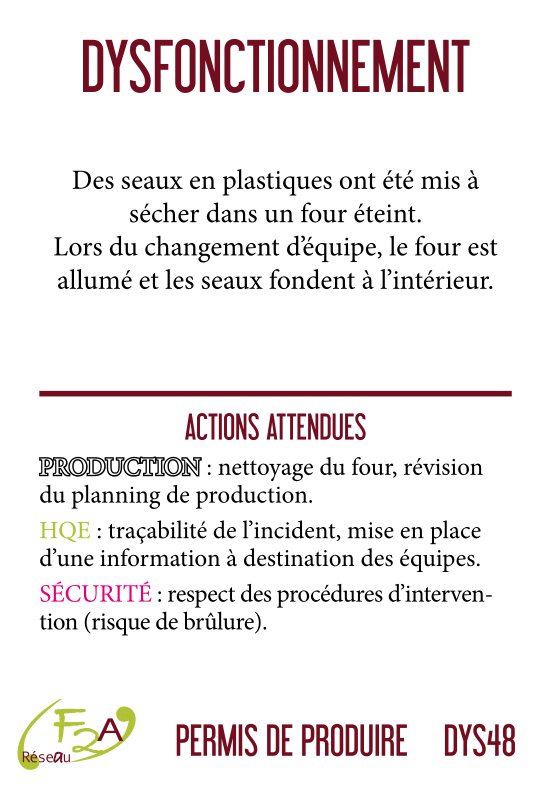 DYSFONCTIONNEMENT
Des seaux en plastiques ont été mis à
sécher dans un four éteint.
Lors du changement d’équipe, le four est
allumé et les seaux fondent à l’intérieur.
ACTIONS ATTENDUES
PRODUCTION : nettoyage du four, révision
du planning de production.
HQE : traçabilité de l’incident, mise en place
d’une information à destination des équipes.
SÉCURITÉ : respect des procédures d’interven-
tion (risque de brûlure).
F2A
Réseau
PERMIS DE PRODUIRE DYS48